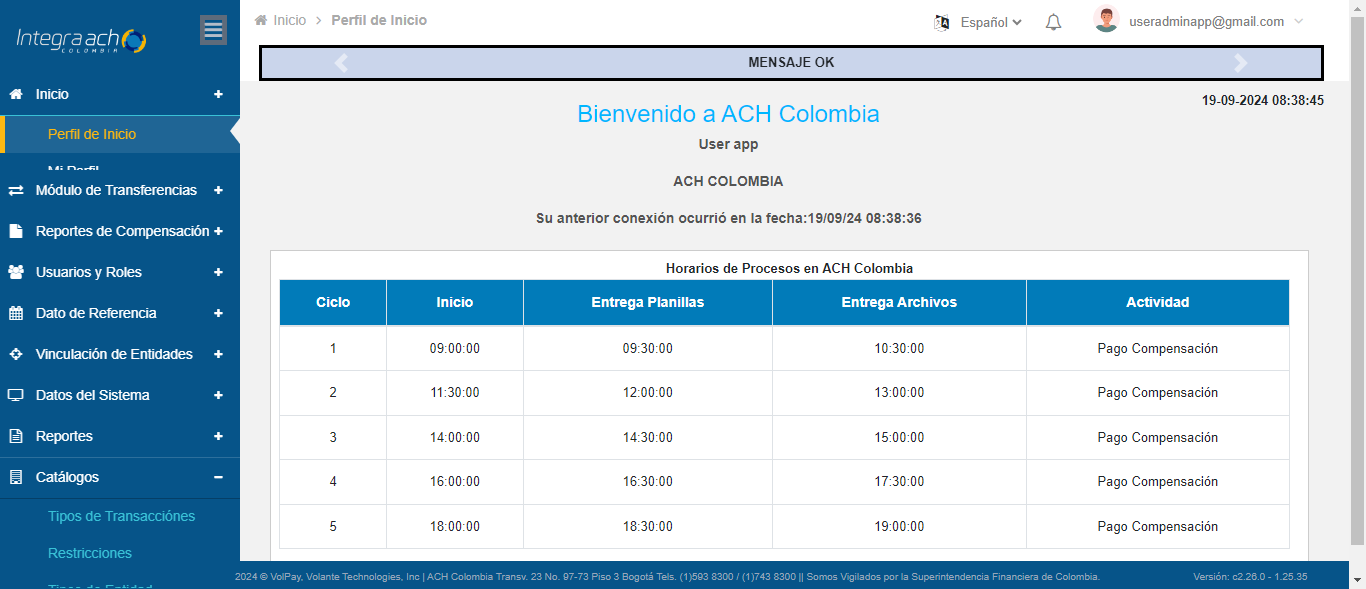 Integra ach
COLOMBIA
Inicio
Perfil de Inicio
Mi Perfil
Módulo de Transferencias
Reportes de Compensación
Usuarios y Roles
Dato de Referencia
Vinculación de Entidades
Datos del Sistema
Reportes
Catálogos
Tipos de Transacciónes
Restricciones
Tipos de Entidad
Inicio > Perfil de Inicio
Español
useradminapp@gmail.com
MENSAJE OK
19-09-2024 08:38:45
Bienvenido a ACH Colombia
User app
ACH COLOMBIA
Su anterior conexión ocurrió en la fecha:19/09/24 08:38:36
Horarios de Procesos en ACH Colombia
Ciclo Inicio Entrega Planillas Entrega Archivos Actividad
1 09:00:00 09:30:00 10:30:00 Pago Compensación
2 11:30:00 12:00:00 13:00:00 Pago Compensación
3 14:00:00 14:30:00 15:00:00 Pago Compensación
4 16:00:00 16:30:00 17:30:00 Pago Compensación
5 18:00:00 18:30:00 19:00:00 Pago Compensación
2024 © VolPay, Volante Technologies, Inc | ACH Colombia Transv. 23 No. 97-73 Piso 3 Bogotá Tels. (1)593 8300 / (1)743 8300 || Somos Vigilados por la Superintendencia Financiera de Colombia. Versión: c2.26.0 - 1.25.35